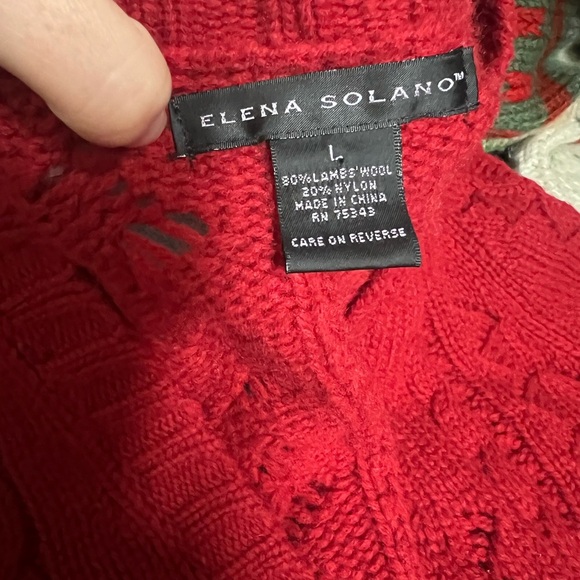 ELENA SOLANO™
L
80% LAMBS' WOOL
20% NYLON
MADE IN CHINA
RN 75343
CARE ON REVERSE